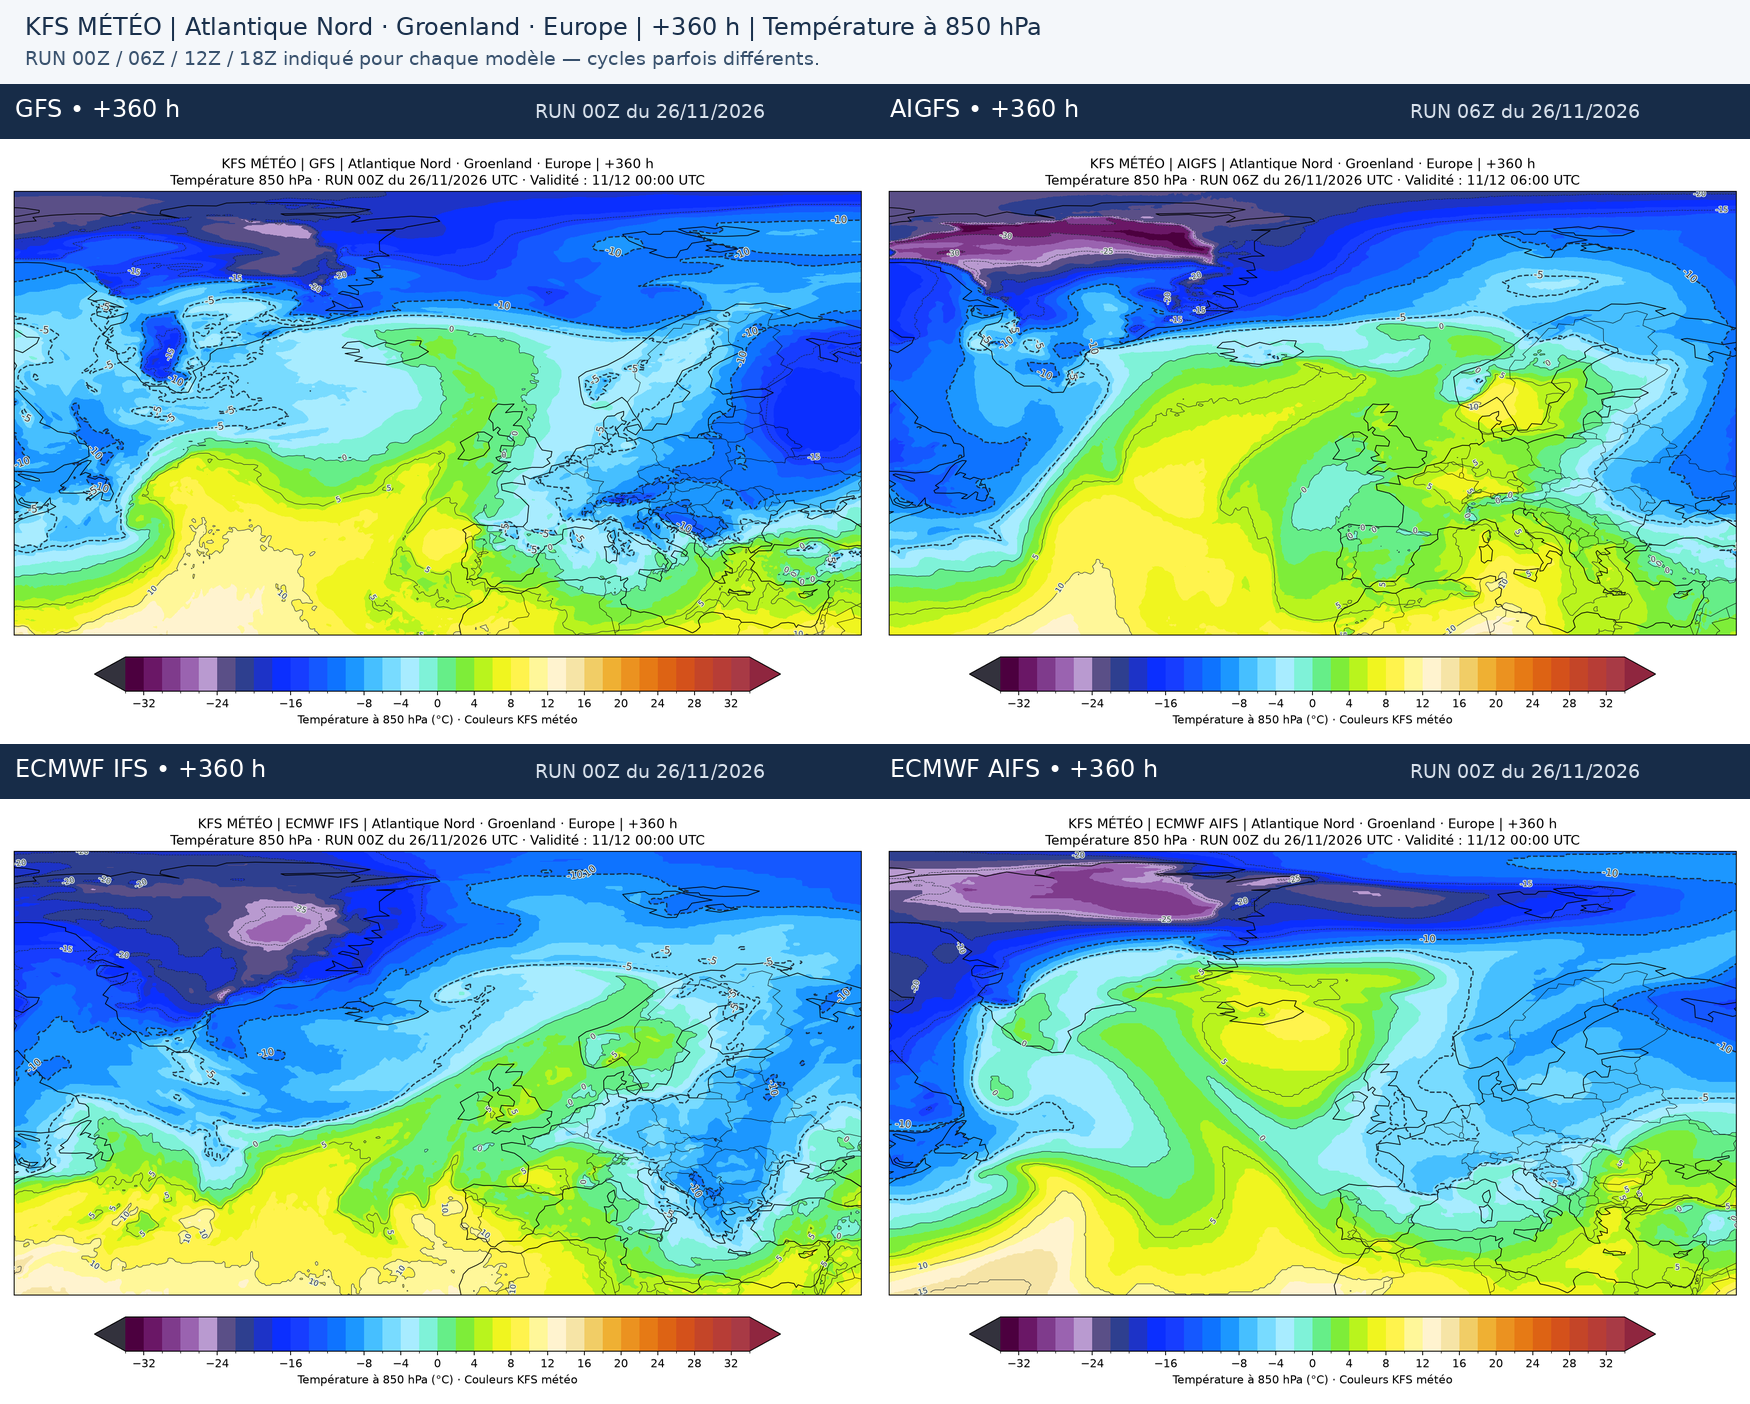 KFS MÉTÉO | Atlantique Nord · Groenland · Europe | +360 h | Température à 850 hPa
RUN 00Z / 06Z / 12Z / 18Z indiqué pour chaque modèle — cycles parfois différents.
GFS • +360 h
RUN 00Z du 26/11/2026
AIGFS • +360 h
RUN 06Z du 26/11/2026
KFS MÉTÉO | GFS | Atlantique Nord · Groenland · Europe | +360 h
Température 850 hPa · RUN 00Z du 26/11/2026 UTC · Validité : 11/12 00:00 UTC
KFS MÉTÉO | AIGFS | Atlantique Nord · Groenland · Europe | +360 h
Température 850 hPa · RUN 06Z du 26/11/2026 UTC · Validité : 11/12 06:00 UTC
−32 −24 −16 −8 −4 0 4 8 12 16 20 24 28 32
Température à 850 hPa (°C) · Couleurs KFS météo
−32 −24 −16 −8 −4 0 4 8 12 16 20 24 28 32
Température à 850 hPa (°C) · Couleurs KFS météo
ECMWF IFS • +360 h
RUN 00Z du 26/11/2026
ECMWF AIFS • +360 h
RUN 00Z du 26/11/2026
KFS MÉTÉO | ECMWF IFS | Atlantique Nord · Groenland · Europe | +360 h
Température 850 hPa · RUN 00Z du 26/11/2026 UTC · Validité : 11/12 00:00 UTC
KFS MÉTÉO | ECMWF AIFS | Atlantique Nord · Groenland · Europe | +360 h
Température 850 hPa · RUN 00Z du 26/11/2026 UTC · Validité : 11/12 00:00 UTC
−32 −24 −16 −8 −4 0 4 8 12 16 20 24 28 32
Température à 850 hPa (°C) · Couleurs KFS météo
−32 −24 −16 −8 −4 0 4 8 12 16 20 24 28 32
Température à 850 hPa (°C) · Couleurs KFS météo